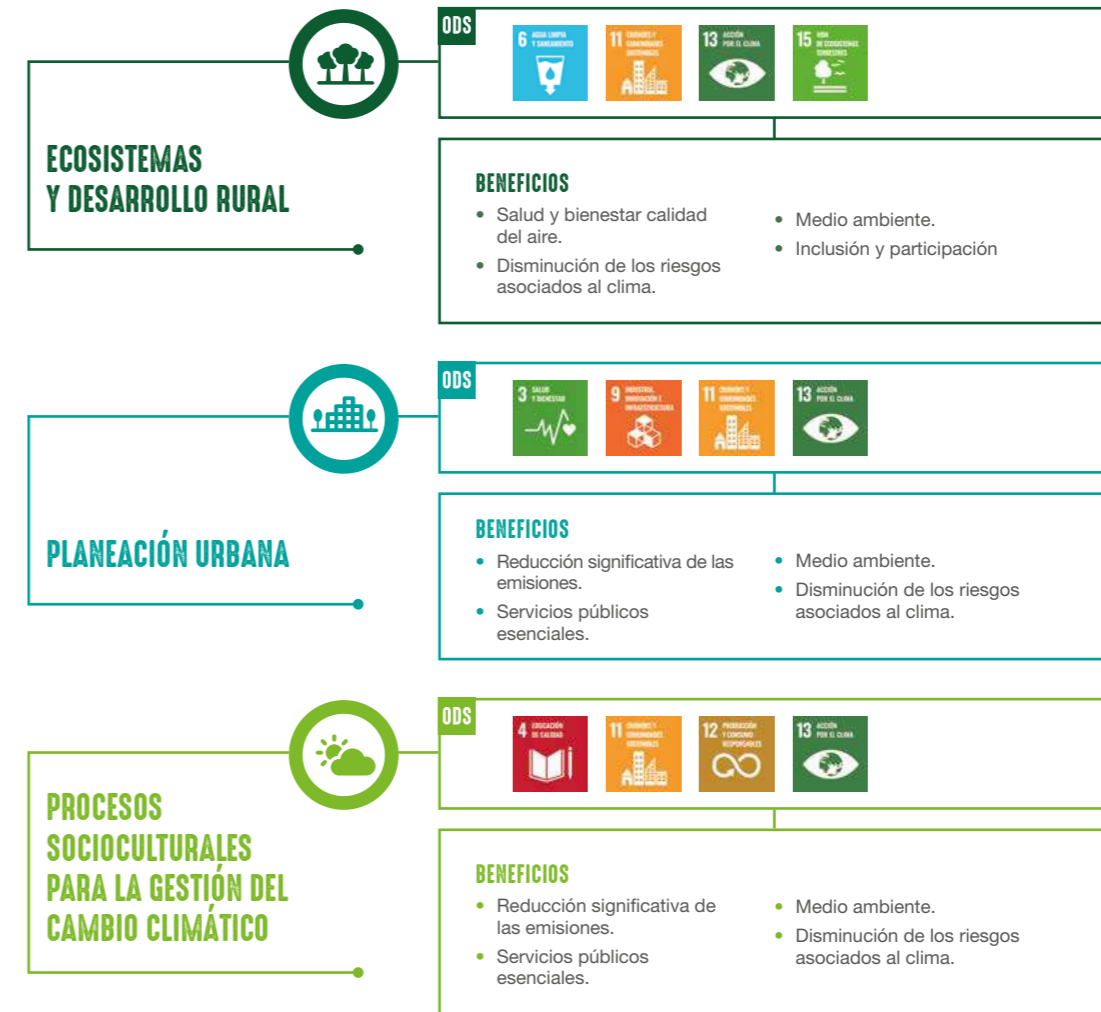 ODS
6 AGUA LIMPIA
Y SANEAMIENTO
11 CIUDADES Y
COMUNIDADES
SOSTENIBLES
13 ACCIÓN
POR EL CLIMA
15 VIDA
DE ECOSISTEMAS
TERRESTRES
ECOSISTEMAS
Y DESARROLLO RURAL
BENEFICIOS
• Salud y bienestar calidad
del aire.
• Disminución de los riesgos
asociados al clima.
• Medio ambiente.
• Inclusión y participación
ODS
3 SALUD
Y BIENESTAR
9 INDUSTRIA,
INNOVACIÓN E
INFRAESTRUCTURA
11 CIUDADES Y
COMUNIDADES
SOSTENIBLES
13 ACCIÓN
POR EL CLIMA
PLANEACIÓN URBANA
BENEFICIOS
• Reducción significativa de las
emisiones.
• Servicios públicos
esenciales.
• Medio ambiente.
• Disminución de los riesgos
asociados al clima.
ODS
4 EDUCACIÓN
DE CALIDAD
11 CIUDADES Y
COMUNIDADES
SOSTENIBLES
12 PRODUCCIÓN
Y CONSUMO
RESPONSABLES
13 ACCIÓN
POR EL CLIMA
PROCESOS
SOCIOCULTURALES
PARA LA GESTIÓN DEL
CAMBIO CLIMÁTICO
BENEFICIOS
• Reducción significativa de
las emisiones.
• Servicios públicos
esenciales.
• Medio ambiente.
• Disminución de los riesgos
asociados al clima.